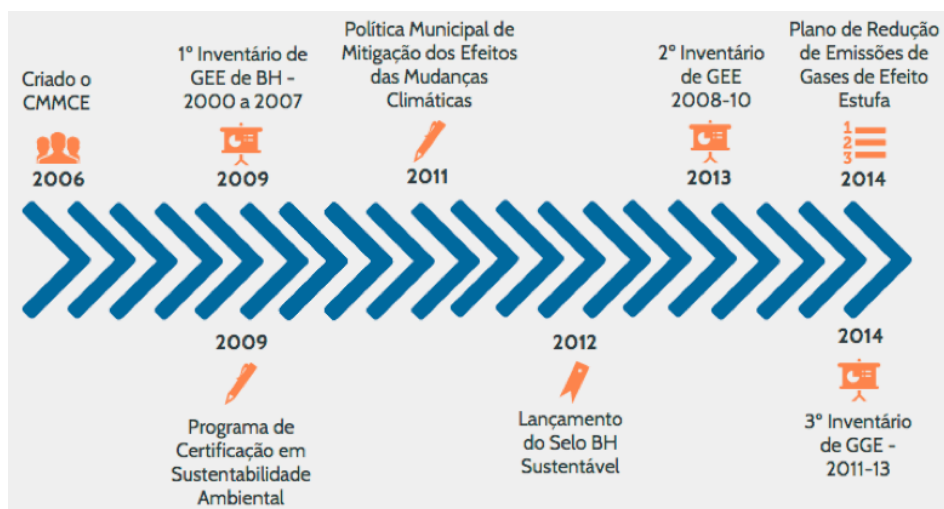 Criado o
CMMCE
2006
1º Inventário de
GEE de BH -
2000 a 2007
2009
Política Municipal de
Mitigação dos Efeitos
das Mudanças
Climáticas
2011
2º Inventário
de GEE
2008-10
2013
Plano de Redução
de Emissões de
Gases de Efeito
Estufa
1
2
3
2014
2009
Programa de
Certificação em
Sustentabilidade
Ambiental
2012
Lançamento
do Selo BH
Sustentável
2014
3º Inventário
de GGE -
2011-13